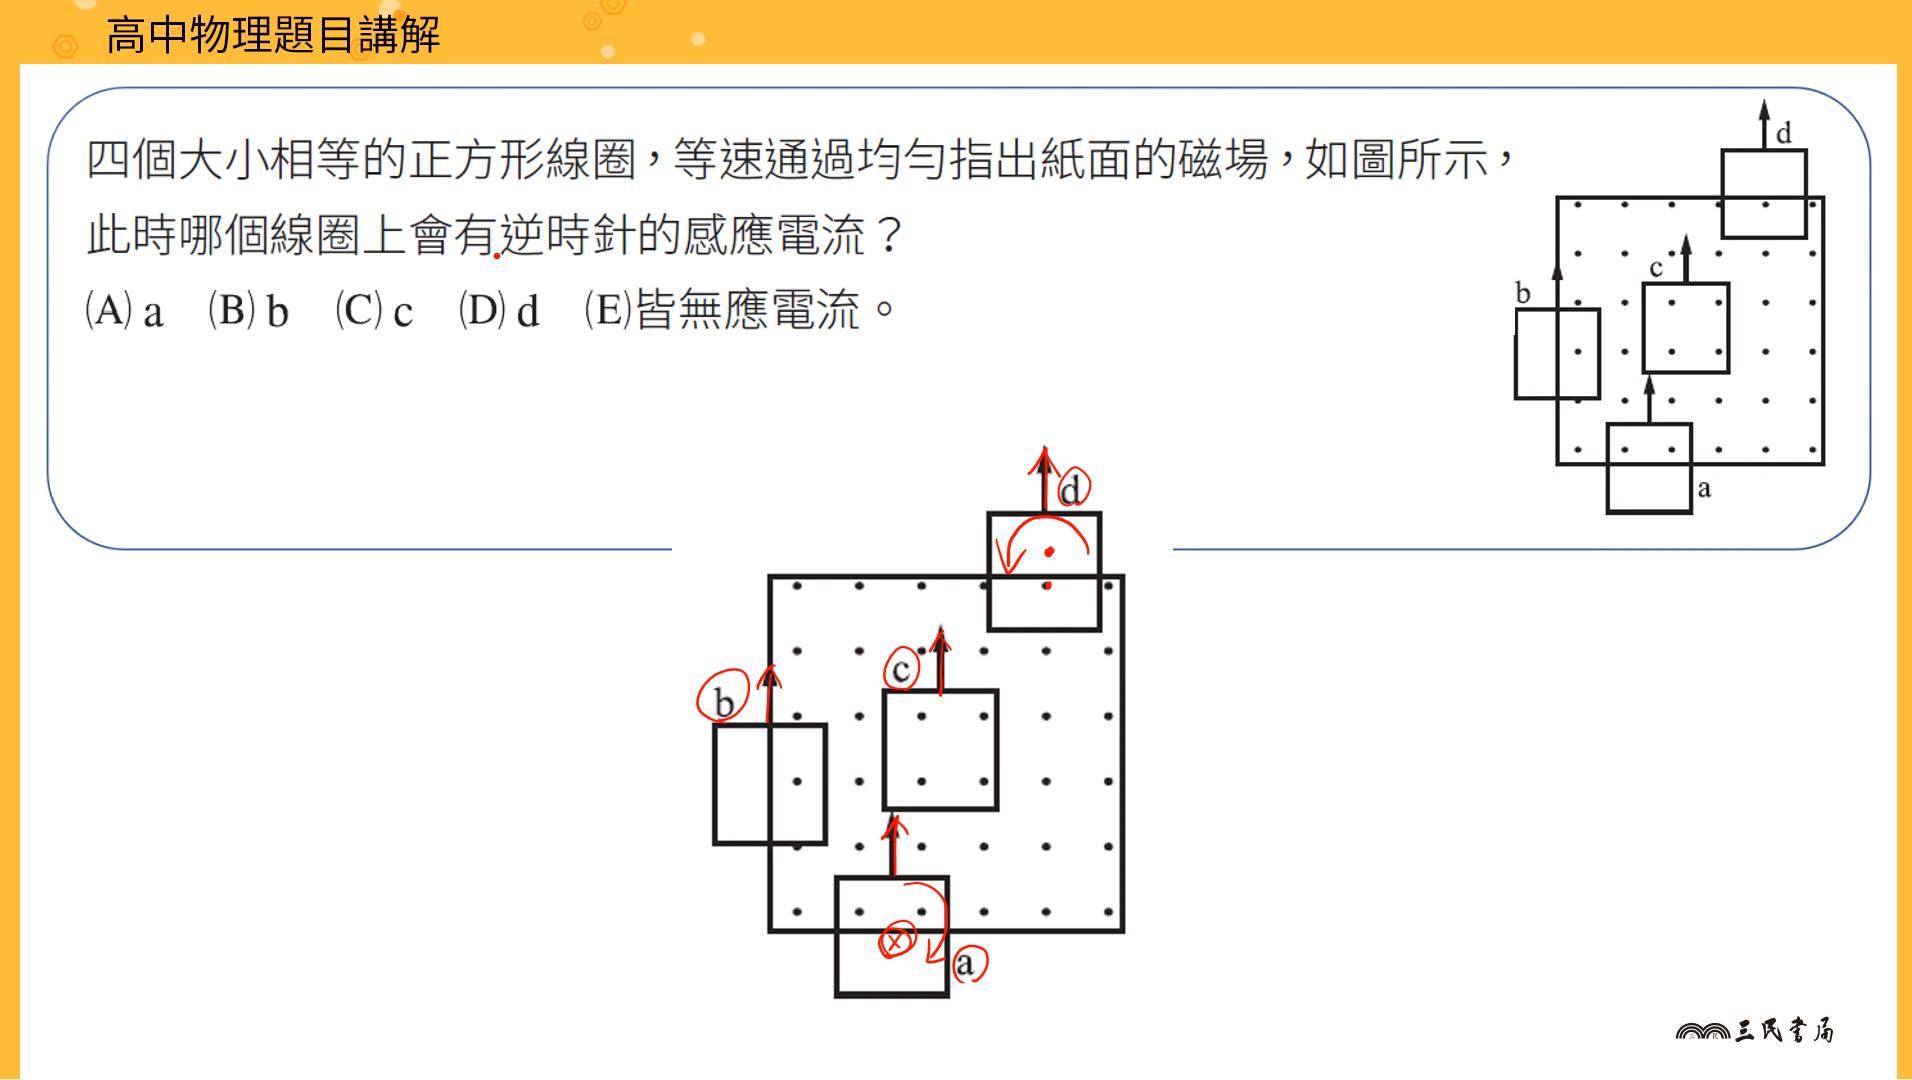 高中物理題目講解
四個大小相等的正方形線圈，等速通過均勻指出紙面的磁場，如圖所示，
此時哪個線圈上會有逆時針的感應電流？
(A) a (B) b (C) c (D) d (E)皆無應電流。
d
c
b
a
d
c
b
a
三民書局